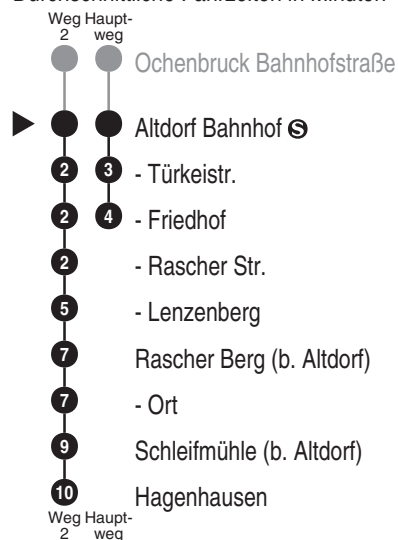 Durchschnittliche Fahrzeiten in Minuten
Weg Haupt-
2 weg
Ochenbruck Bahnhofstraße
Altdorf Bahnhof S
2 3 - Türkeistr.
2 4 - Friedhof
2 - Rascher Str.
5 - Lenzenberg
7 Rascher Berg (b. Altdorf)
7 - Ort
9 Schleifmühle (b. Altdorf)
10 Hagenhausen
Weg Haupt-
2 weg